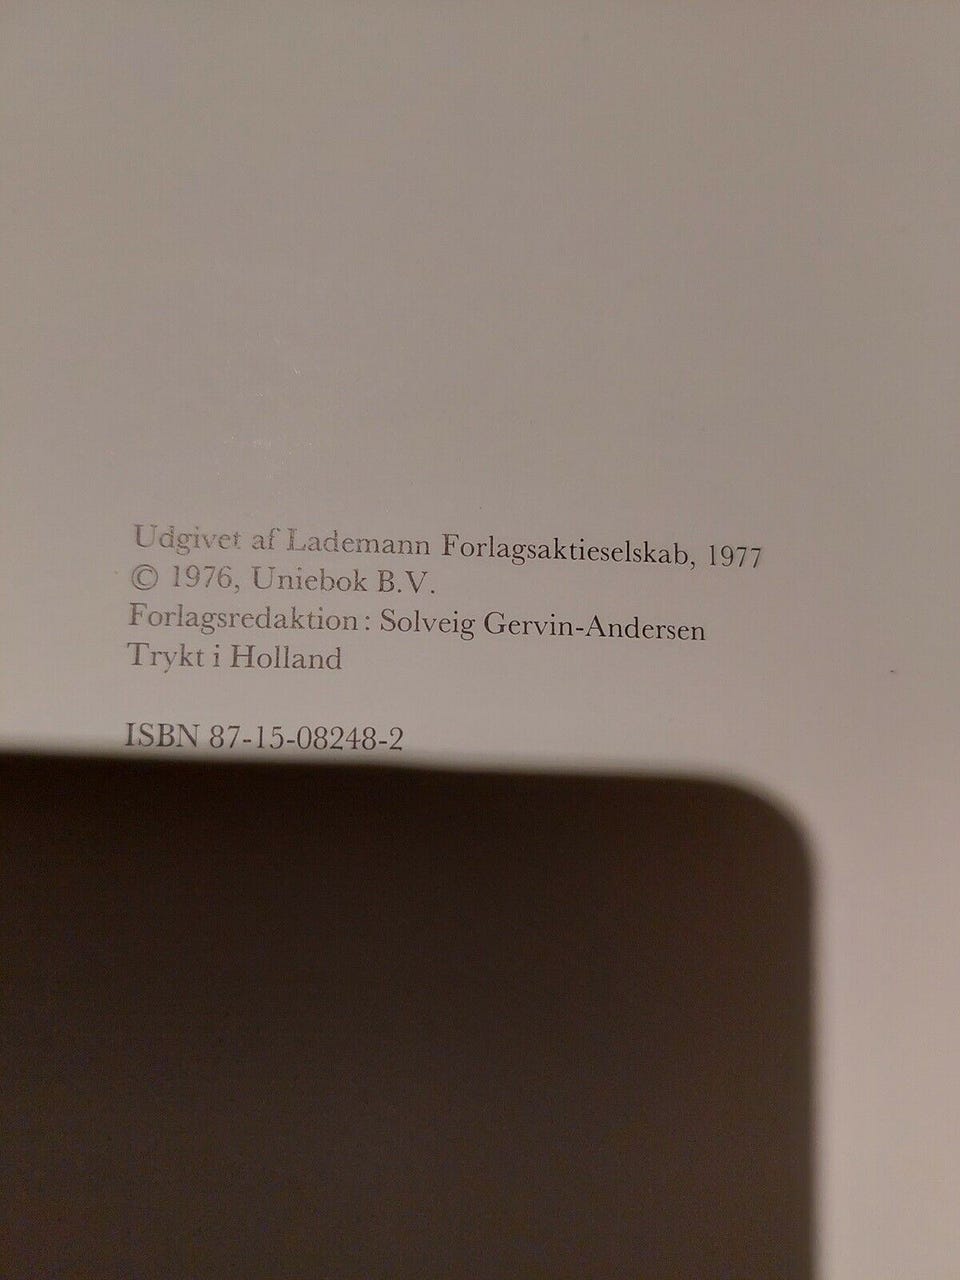 Udgivet af Lademann Forlagsaktieselskab, 1977
© 1976, Uniebok B.V.
Forlagsredaktion: Solveig Gervin-Andersen
Trykt i Holland
ISBN 87-15-08248-2